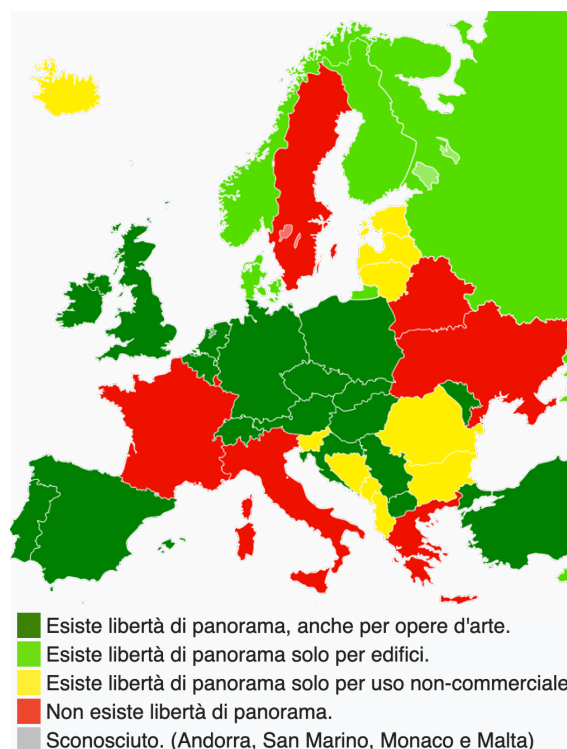 Esiste libertà di panorama, anche per opere d'arte.
Esiste libertà di panorama solo per edifici.
Esiste libertà di panorama solo per uso non-commerciale
Non esiste libertà di panorama.
Sconosciuto. (Andorra, San Marino, Monaco e Malta)